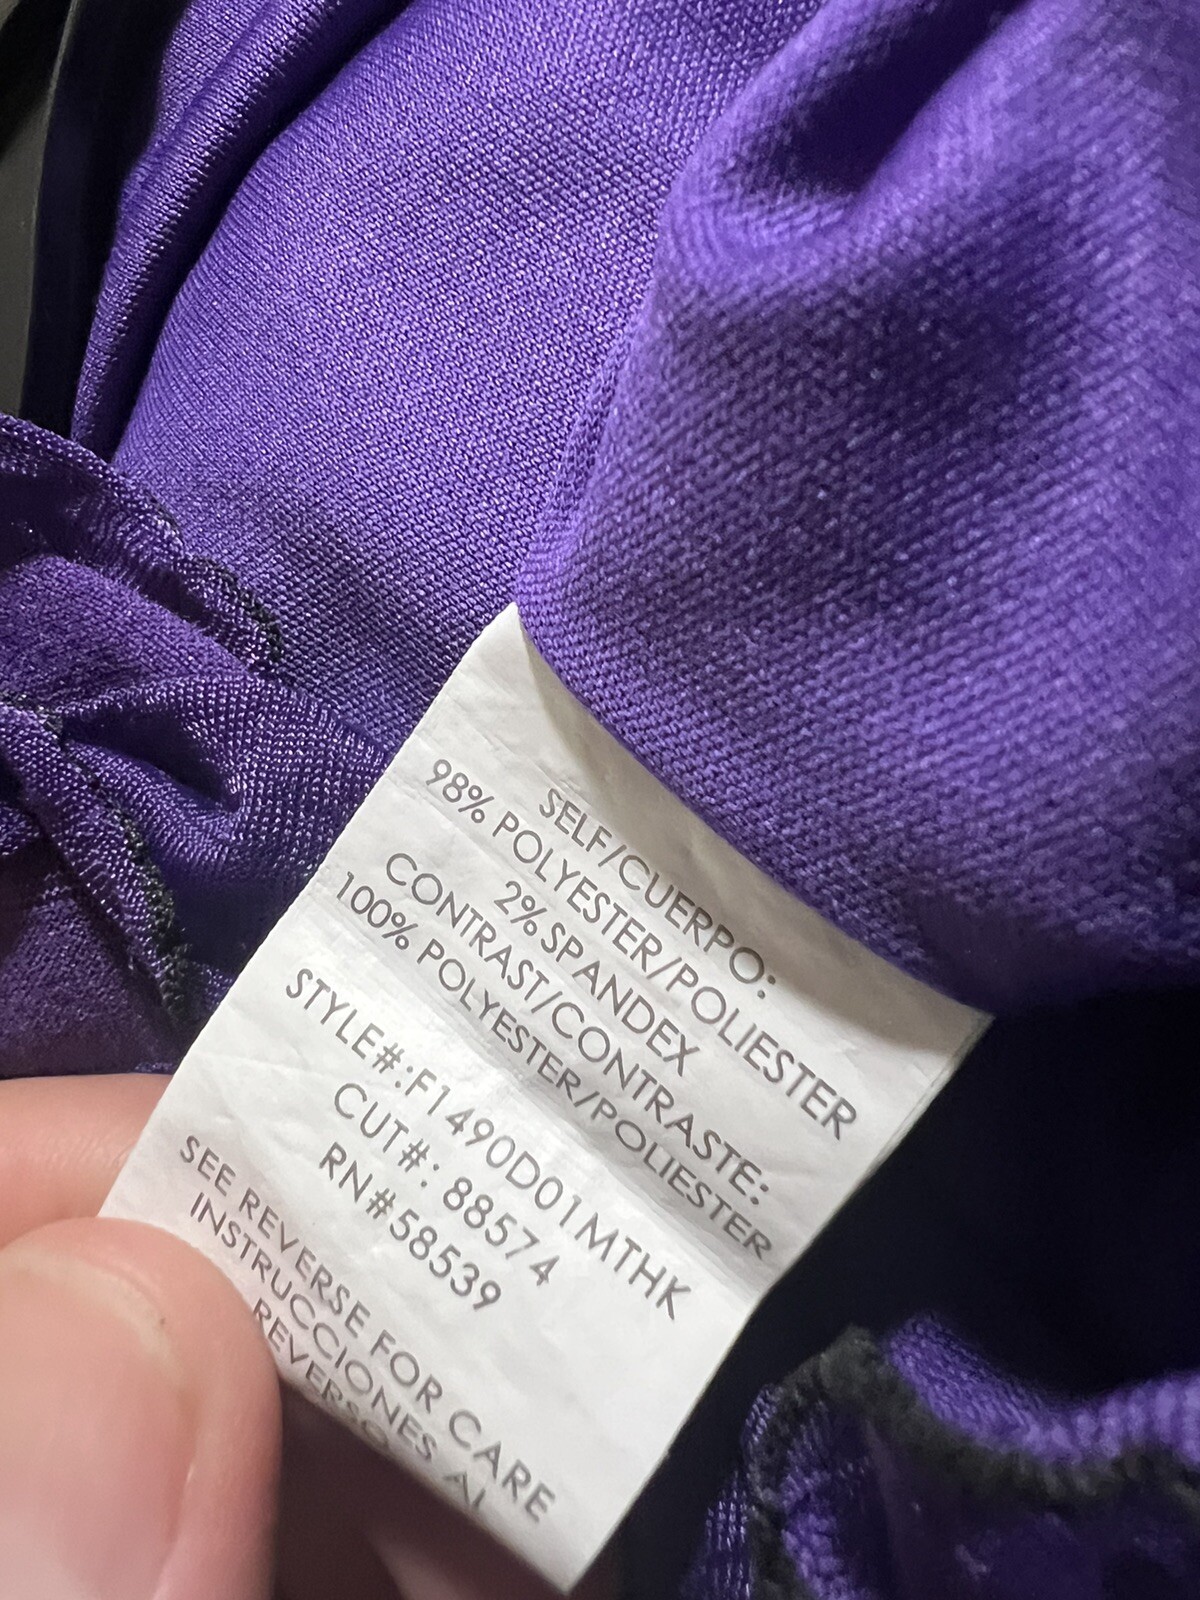 SELF/CUERPO:
98% POLYESTER/POLIESTER
2% SPANDEX
CONTRAST/CONTRASTE:
100% POLYESTER/POLIESTER
STYLE#:F1490D01MTHK
CUT#: 88574
RN#58539
SEE REVERSE FOR CARE
INSTRUCCIONES AL
REVERSO